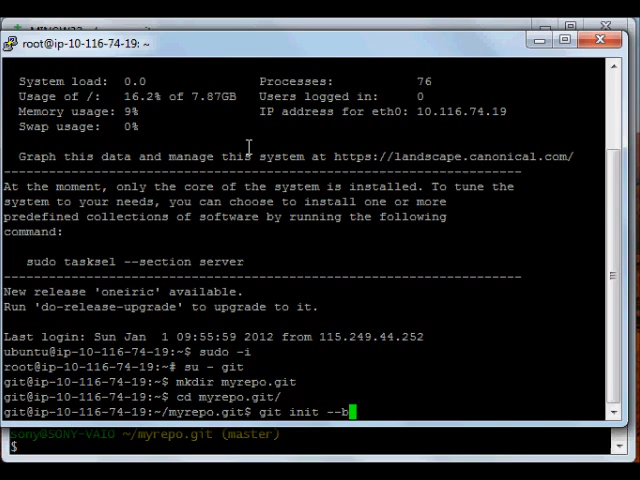 root@ip-10-116-74-19: ~
System load: 0.0 Processes: 76
Usage of /: 16.2% of 7.87GB Users logged in: 0
Memory usage: 9% IP address for eth0: 10.116.74.19
Swap usage: 0%
Graph this data and manage this system at https://landscape.canonical.com/
---------------------------------------------------------------------
At the moment, only the core of the system is installed. To tune the
system to your needs, you can choose to install one or more
predefined collections of software by running the following
command:
sudo tasksel --section server
---------------------------------------------------------------------
New release 'oneiric' available.
Run 'do-release-upgrade' to upgrade to it.
Last login: Sun Jan  1 09:55:59 2012 from 115.249.44.252
ubuntu@ip-10-116-74-19:~$ sudo -i
root@ip-10-116-74-19:~# su - git
git@ip-10-116-74-19:~$ mkdir myrepo.git
git@ip-10-116-74-19:~$ cd myrepo.git/
git@ip-10-116-74-19:~/myrepo.git$ git init --b
sony@SONY-VAIO ~/myrepo.git (master)
$